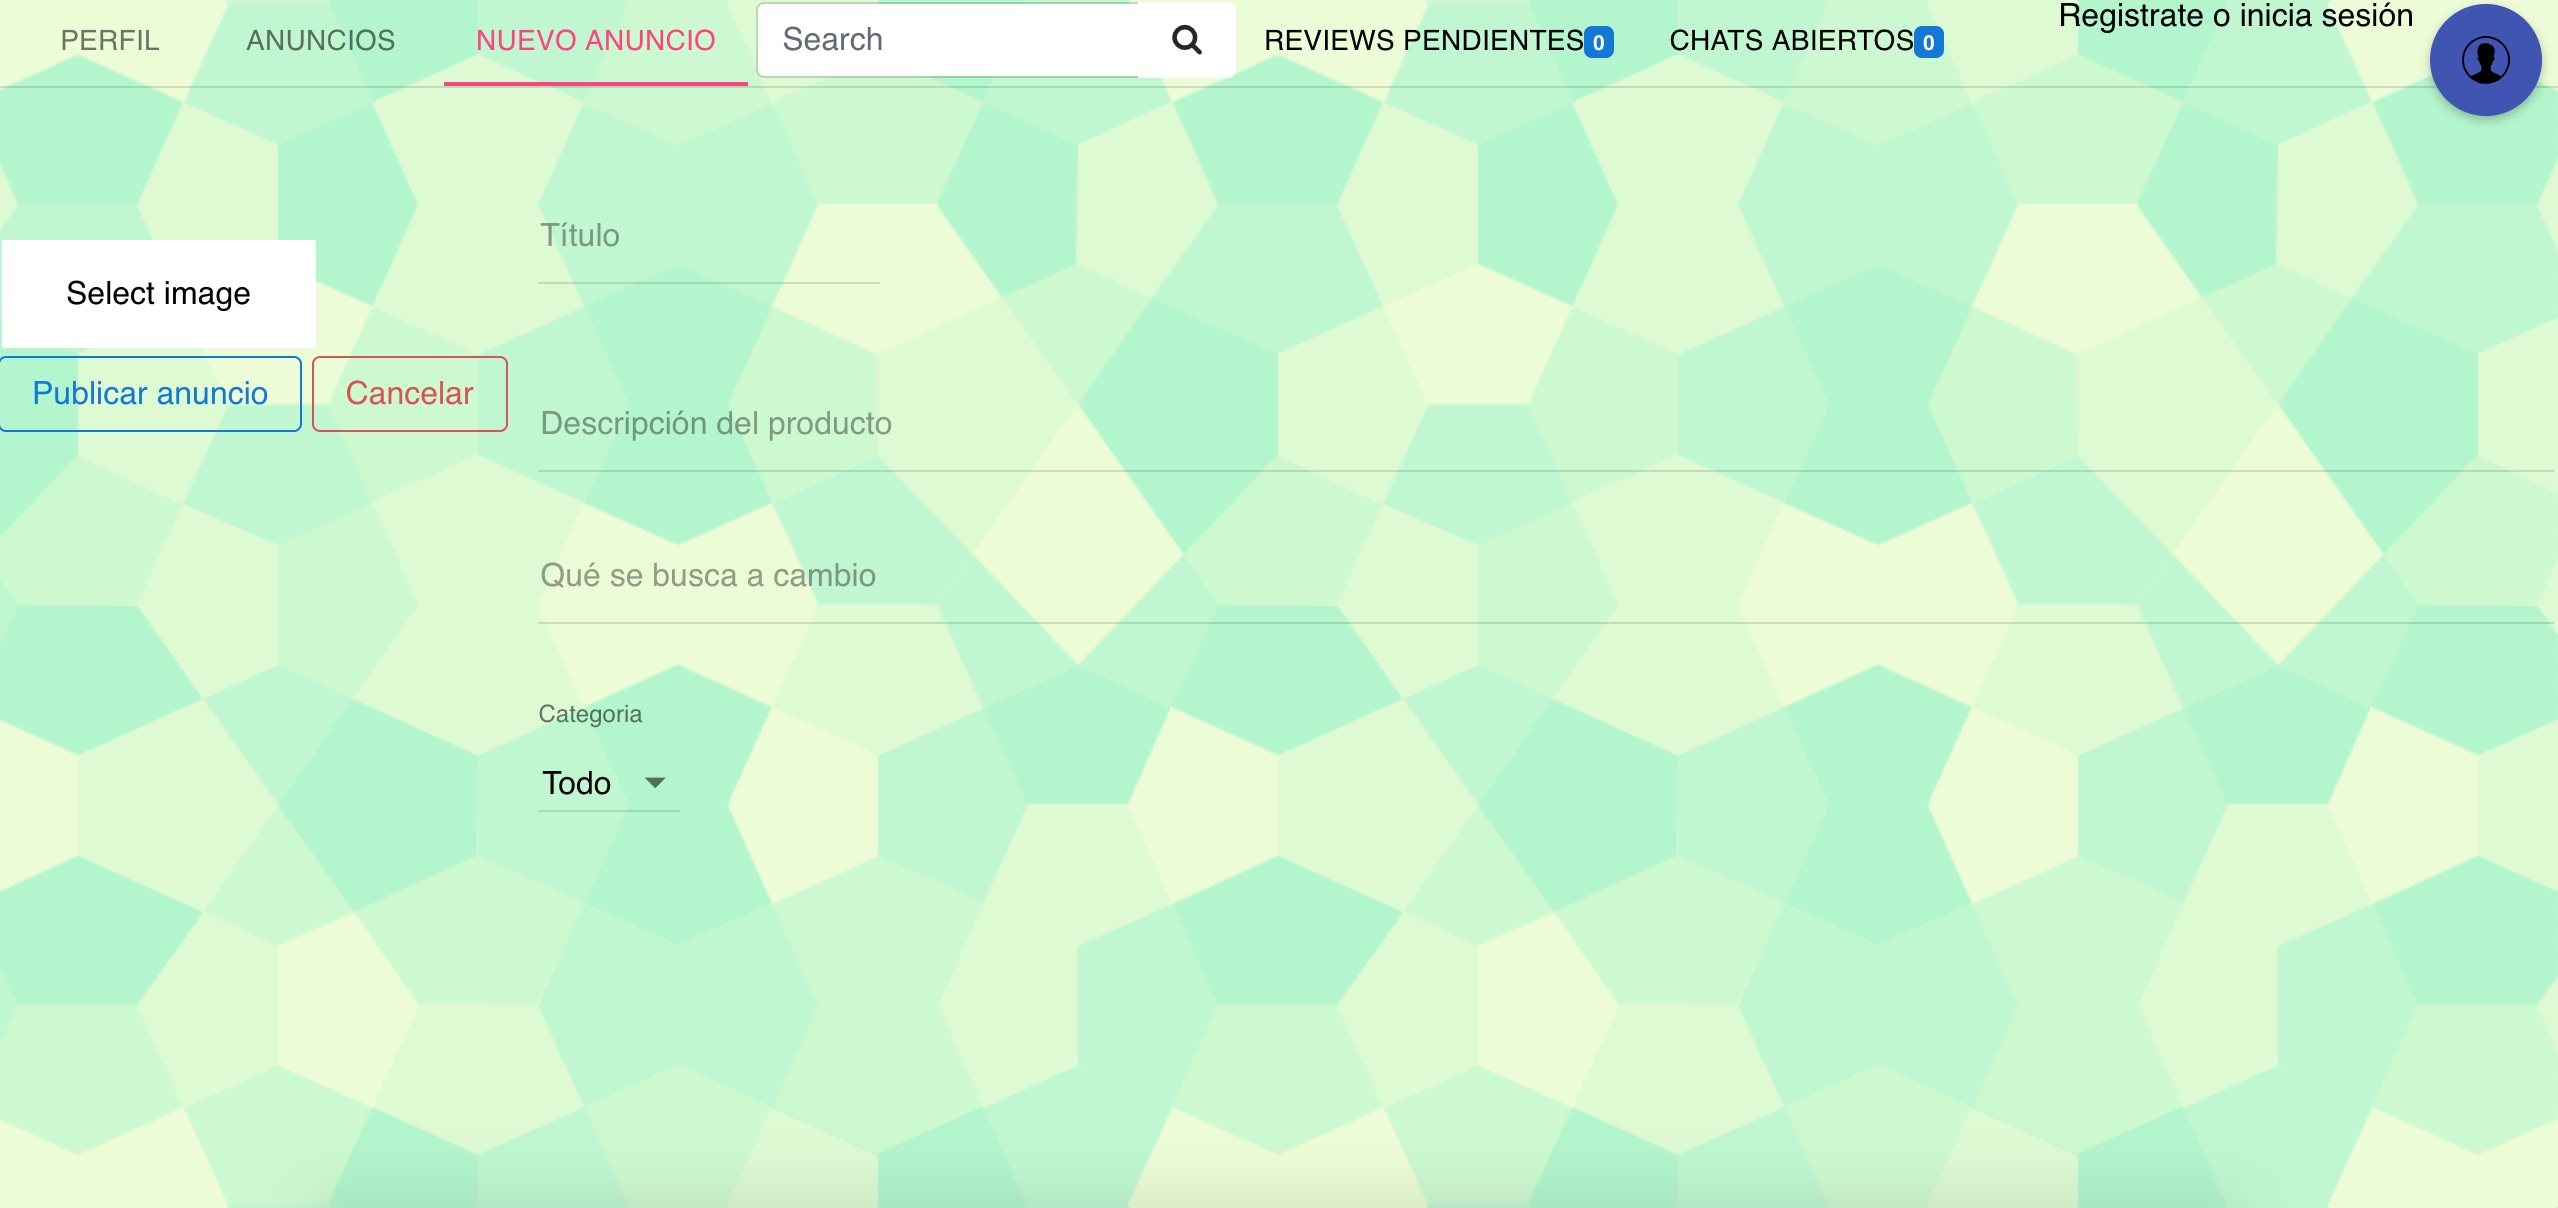 PERFIL
ANUNCIOS
NUEVO ANUNCIO
Search
REVIEWS PENDIENTES 0
CHATS ABIERTOS 0
Registrate o inicia sesión
Select image
Publicar anuncio
Cancelar
Título
Descripción del producto
Qué se busca a cambio
Categoria
Todo